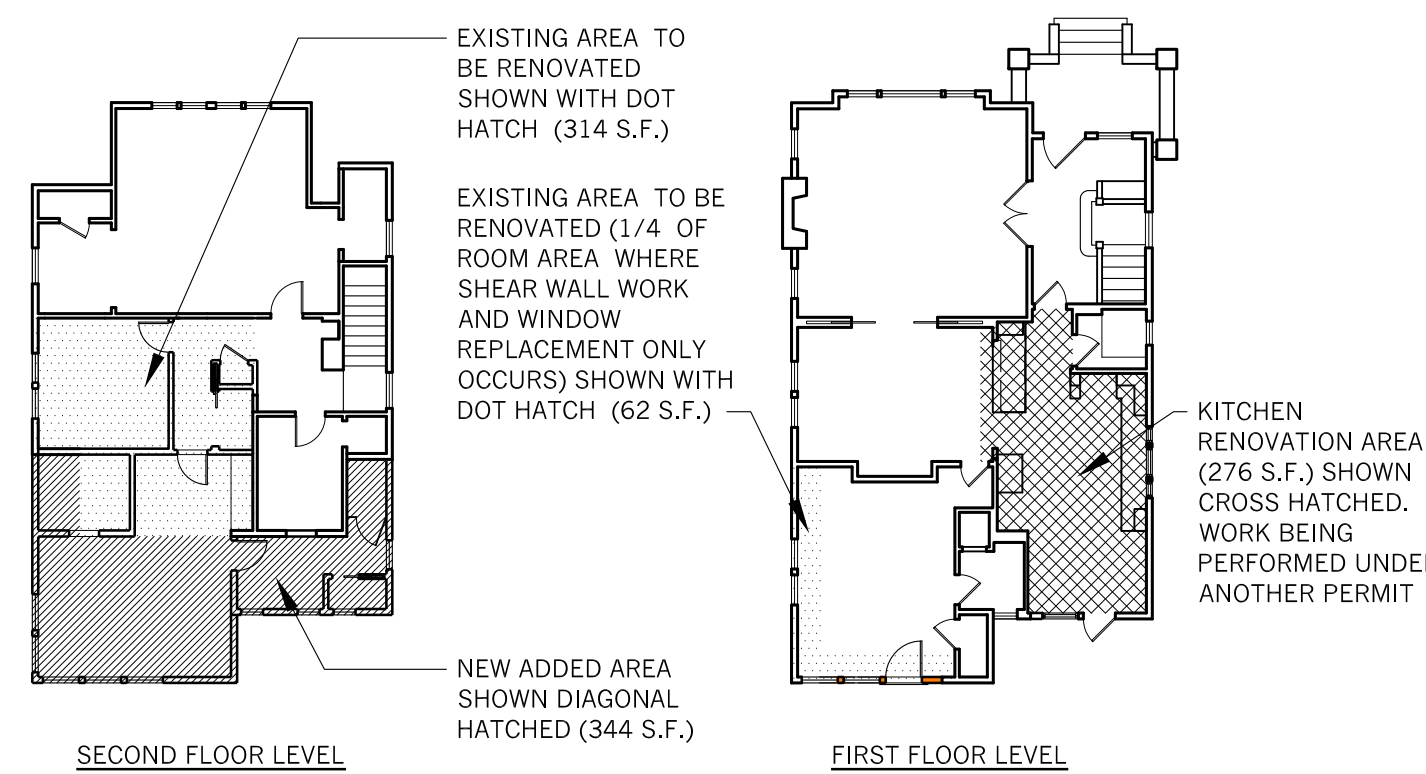 EXISTING AREA TO
BE RENOVATED
SHOWN WITH DOT
HATCH (314 S.F.)
EXISTING AREA TO BE
RENOVATED (1/4 OF
ROOM AREA WHERE
SHEAR WALL WORK
AND WINDOW
REPLACEMENT ONLY
OCCURS) SHOWN WITH
DOT HATCH (62 S.F.)
NEW ADDED AREA
SHOWN DIAGONAL
HATCHED (344 S.F.)
SECOND FLOOR LEVEL
KITCHEN
RENOVATION AREA
(276 S.F.) SHOWN
CROSS HATCHED.
WORK BEING
PERFORMED UNDE
ANOTHER PERMIT
FIRST FLOOR LEVEL